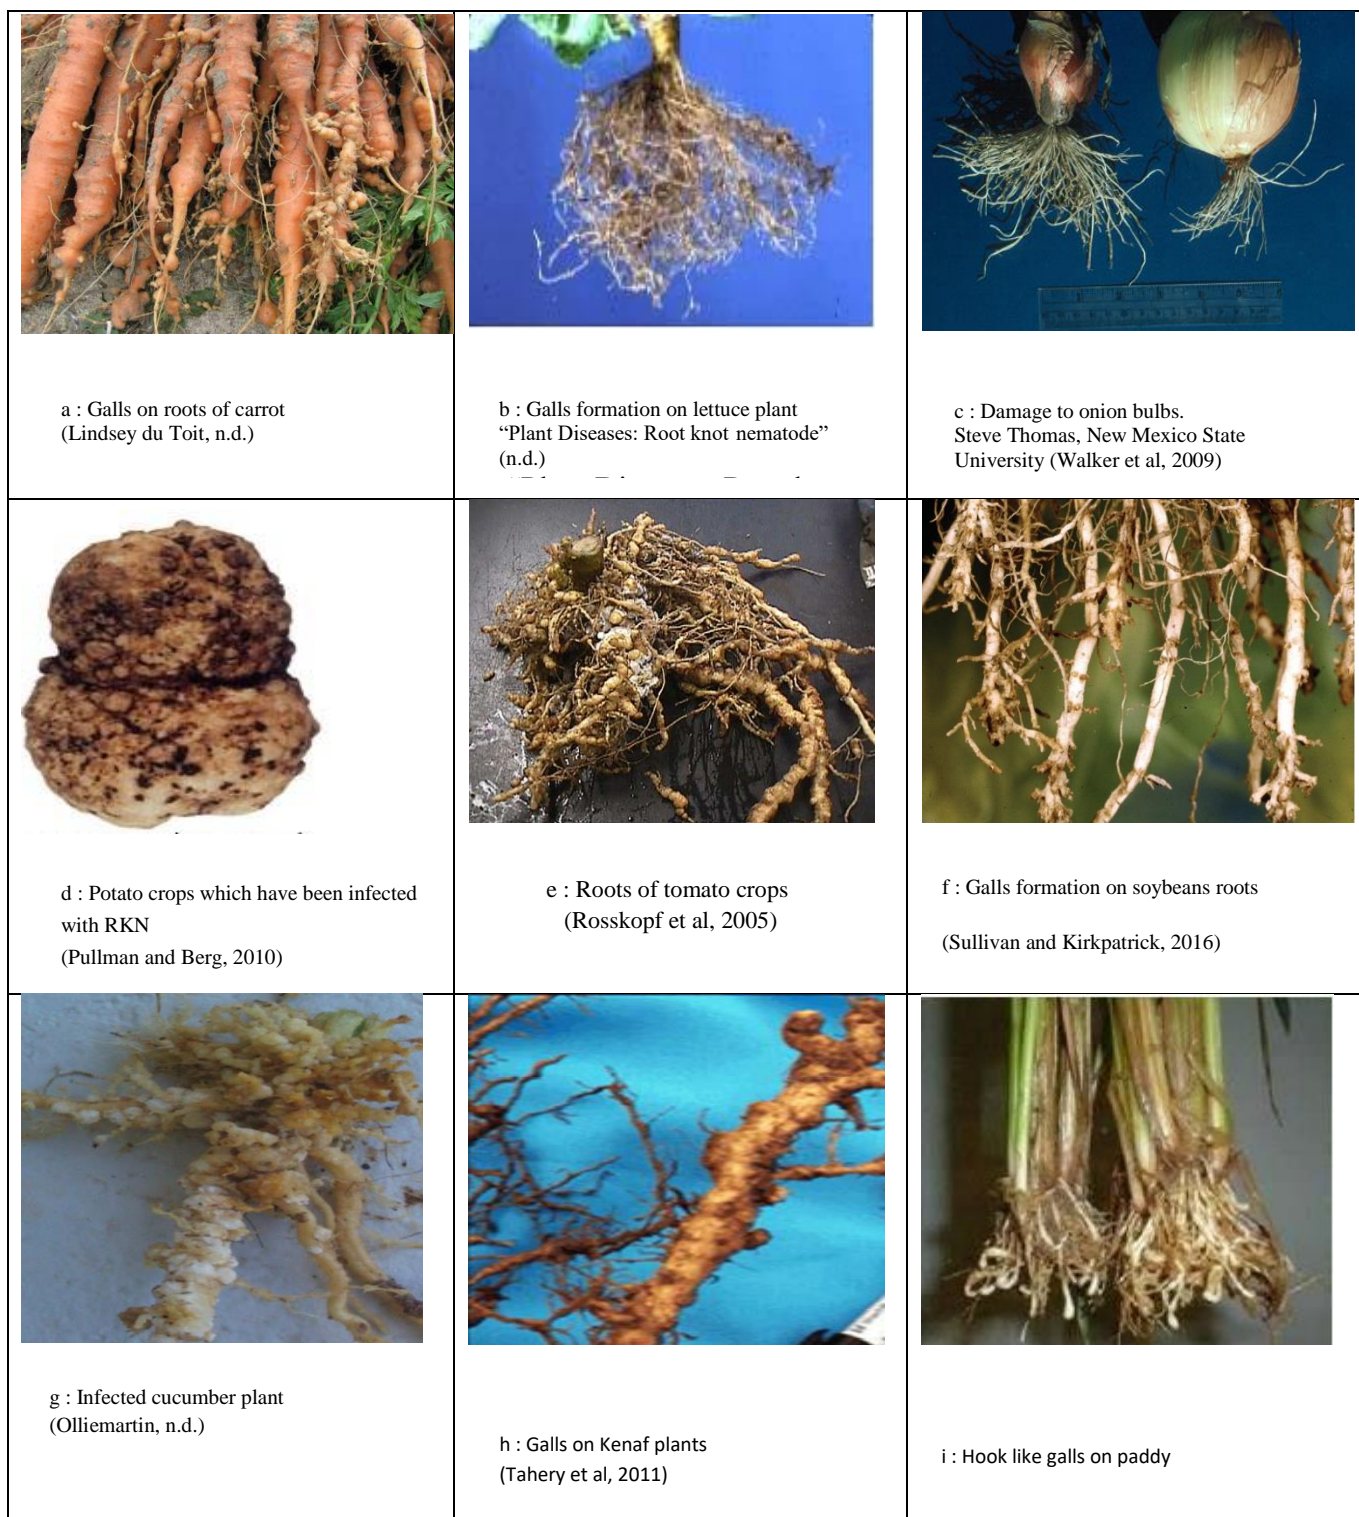 a : Galls on roots of carrot
(Lindsey du Toit, n.d.)
b : Galls formation on lettuce plant
“Plant Diseases: Root knot nematode”
(n.d.)
c : Damage to onion bulbs.
Steve Thomas, New Mexico State
University (Walker et al, 2009)
d : Potato crops which have been infected
with RKN
(Pullman and Berg, 2010)
e : Roots of tomato crops
(Rosskopf et al, 2005)
f : Galls formation on soybeans roots
(Sullivan and Kirkpatrick, 2016)
g : Infected cucumber plant
(Olliemartin, n.d.)
h : Galls on Kenaf plants
(Tahery et al, 2011)
i : Hook like galls on paddy